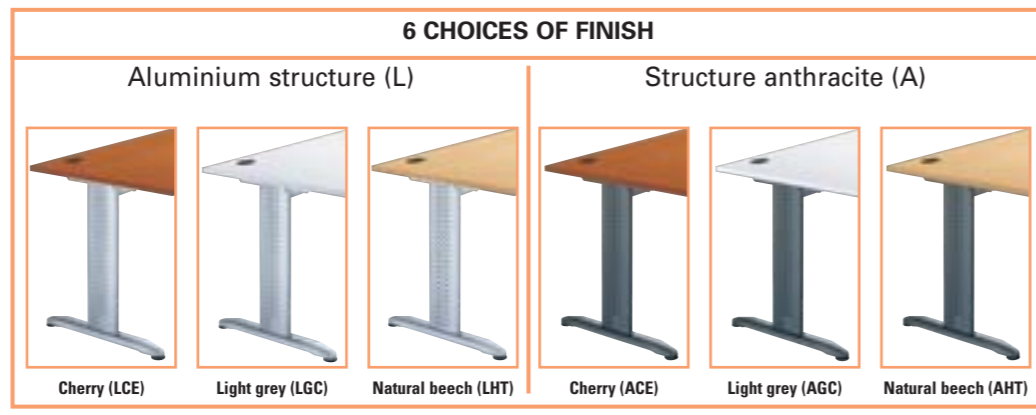 6 CHOICES OF FINISH
Aluminium structure (L)
Structure anthracite (A)
Cherry (LCE)
Light grey (LGC)
Natural beech (LHT)
Cherry (ACE)
Light grey (AGC)
Natural beech (AHT)